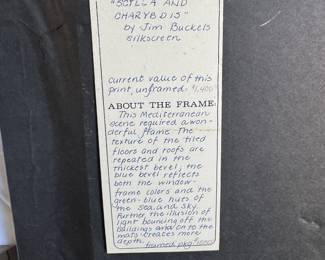 "SCYLLA AND
CHARYBDIS"
by Jim Buckels
silkscreen
current value of this
print, unframed: $1,400
ABOUT THE FRAME:
This Mediterranean
scene required a won-
derful frame. The
texture of the tiled
floors and roofs are
repeated in the
thickest bevel; the
blue bevel reflects
both the window-
frame colors and the
green-blue hues of
the sea and sky.
Further, the illusion of
light bouncing off the
buildings and on to the
mats creates more
depth.
framed pkg